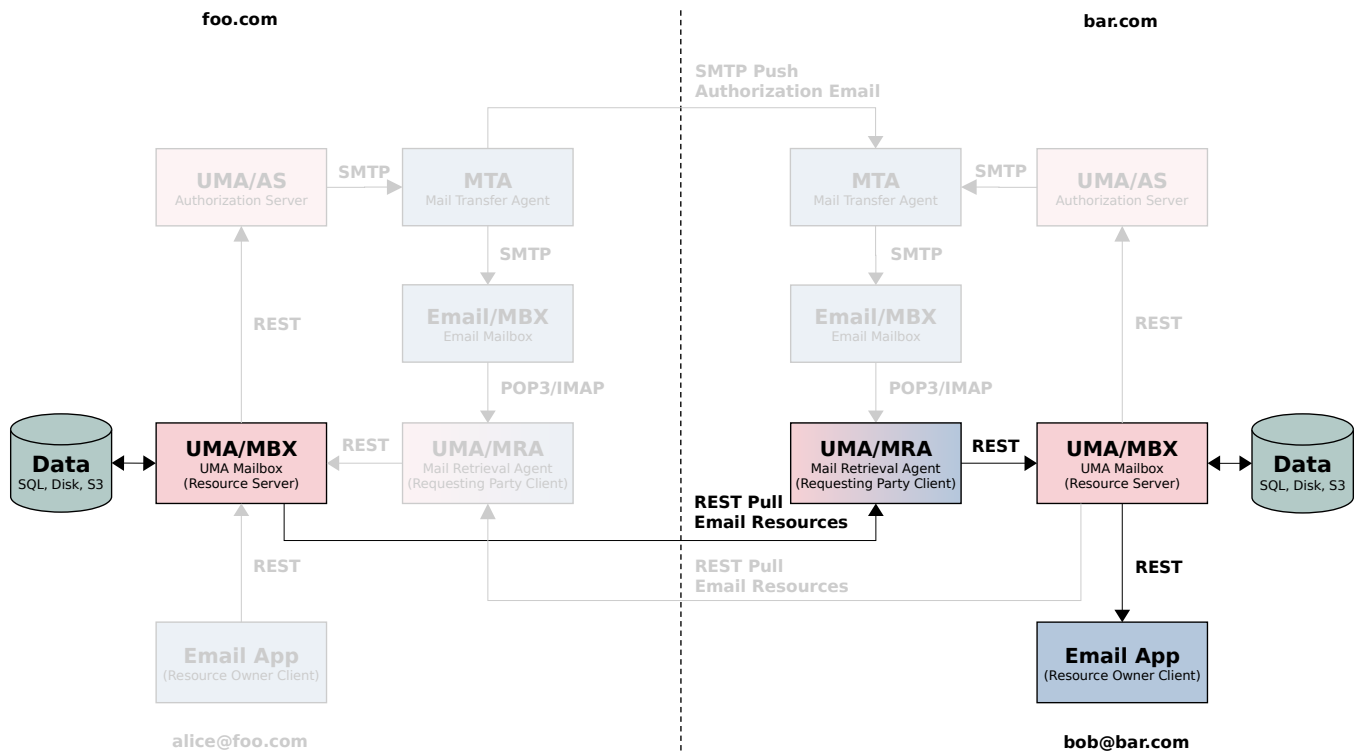 foo.com
bar.com
SMTP Push
Authorization Email
UMA/AS
Authorization Server
SMTP
MTA
Mail Transfer Agent
MTA
Mail Transfer Agent
SMTP
UMA/AS
Authorization Server
SMTP
SMTP
REST
Email/MBX
Email Mailbox
Email/MBX
Email Mailbox
REST
POP3/IMAP
POP3/IMAP
Data
SQL, Disk, S3
UMA/MBX
UMA Mailbox
(Resource Server)
REST
UMA/MRA
Mail Retrieval Agent
(Requesting Party Client)
UMA/MRA
Mail Retrieval Agent
(Requesting Party Client)
REST
UMA/MBX
UMA Mailbox
(Resource Server)
Data
SQL, Disk, S3
REST Pull
Email Resources
REST
REST Pull
Email Resources
REST
Email App
(Resource Owner Client)
Email App
(Resource Owner Client)
alice@foo.com
bob@bar.com